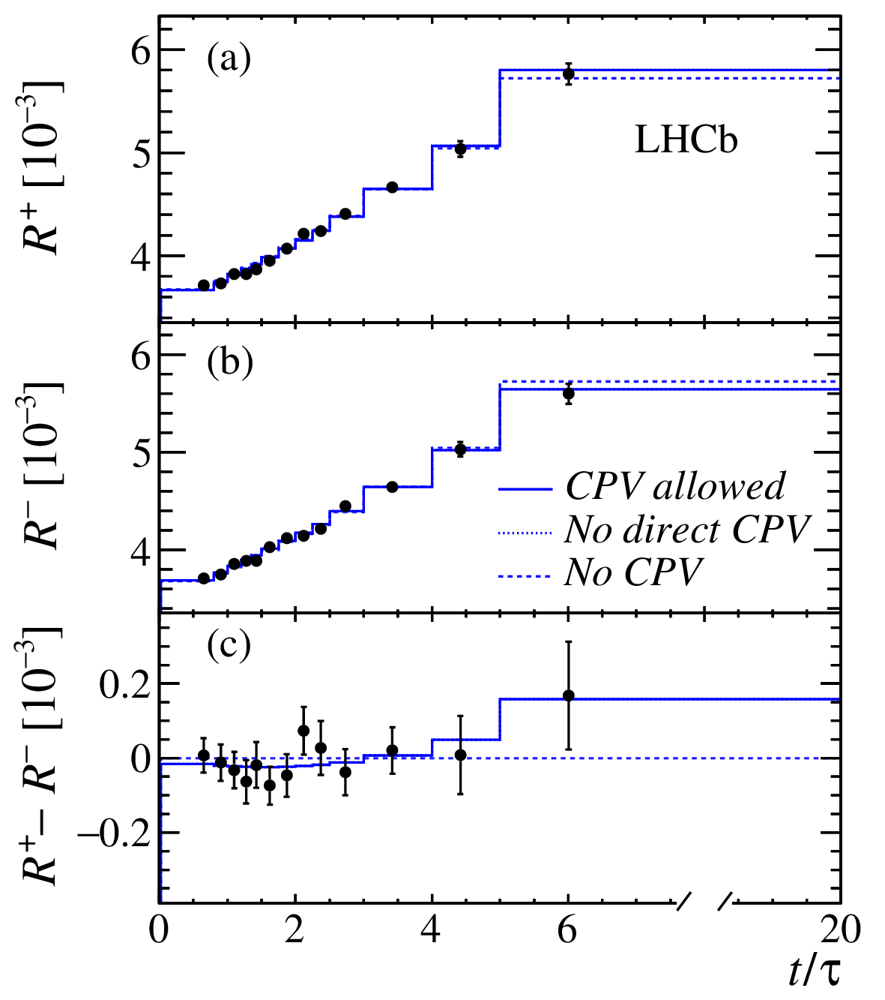 (a)
6
5
4
R⁺ [10⁻³]
LHCb
(b)
6
5
4
R⁻ [10⁻³]
CPV allowed
No direct CPV
No CPV
(c)
0.2
0
−0.2
R⁺− R⁻ [10⁻³]
0 2 4 6 20
t/τ